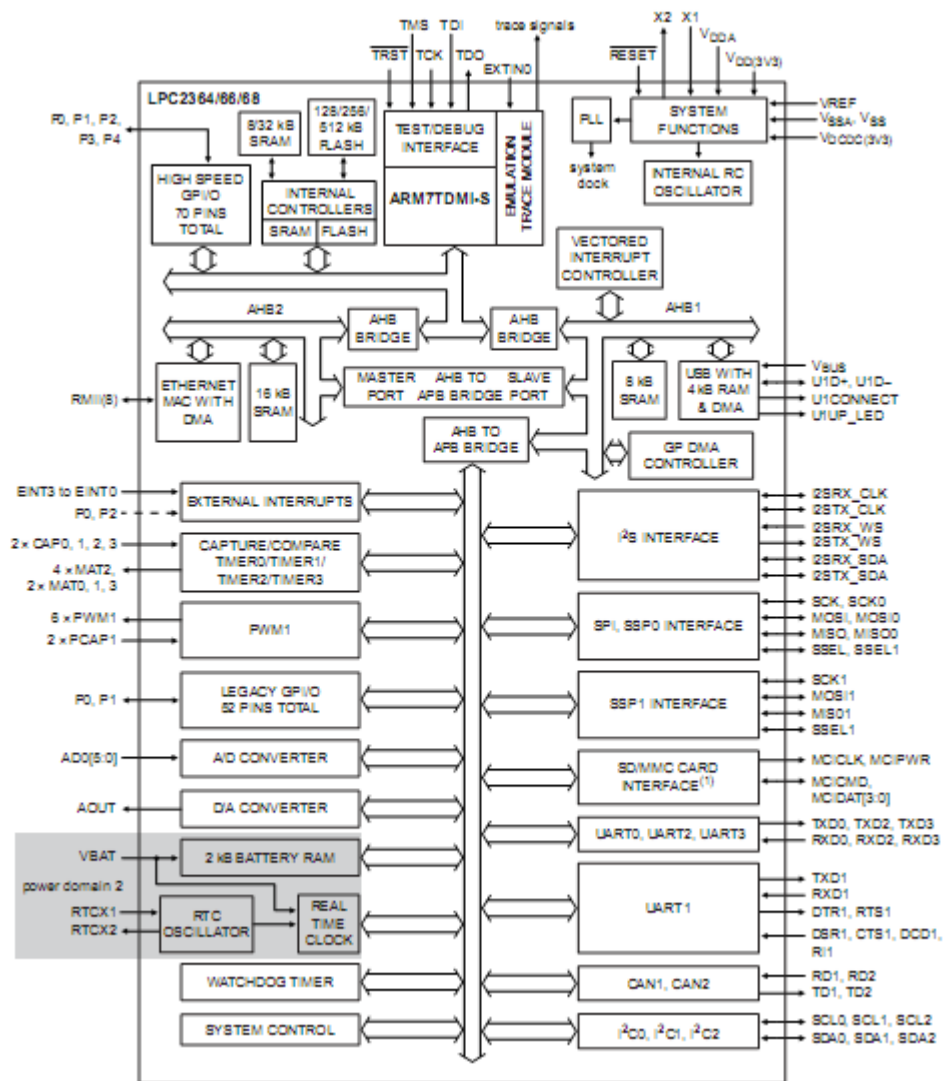 TMS TDI trace signals X2 X1 VDDA
TRST TCK TDO EXTIN0 RESET VDD(3V3)
LPC2364/66/68
P0, P1, P2,
P3, P4
8/32 kB
SRAM
128/256/
512 kB
FLASH
TEST/DEBUG
INTERFACE
ARM7TDMI-S
EMULATION
TRACE MODULE
PLL
SYSTEM
FUNCTIONS
VREF
VSSA, VSS
VDCDC(3V3)
system
clock
INTERNAL RC
OSCILLATOR
HIGH SPEED
GPI/O
70 PINS
TOTAL
INTERNAL
CONTROLLERS
SRAM FLASH
VECTORED
INTERRUPT
CONTROLLER
AHB2
AHB
BRIDGE
AHB
BRIDGE
AHB1
RMII(8)
ETHERNET
MAC WITH
DMA
16 kB
SRAM
MASTER AHB TO SLAVE
PORT APB BRIDGE PORT
8 kB
SRAM
USB WITH
4 kB RAM
& DMA
VBUS
U1D+, U1D−
U1CONNECT
U1UP_LED
AHB TO
APB BRIDGE
GP DMA
CONTROLLER
EINT3 to EINT0
P0, P2
EXTERNAL INTERRUPTS
2 x CAP0, 1, 2, 3
4 x MAT2,
2 x MAT0, 1, 3
CAPTURE/COMPARE
TIMER0/TIMER1/
TIMER2/TIMER3
6 x PWM1
2 x PCAP1
PWM1
P0, P1
LEGACY GPI/O
52 PINS TOTAL
AD0[5:0]
A/D CONVERTER
AOUT
D/A CONVERTER
VBAT
2 kB BATTERY RAM
power domain 2
RTCX1
RTCX2
RTC
OSCILLATOR
REAL
TIME
CLOCK
WATCHDOG TIMER
SYSTEM CONTROL
I²S INTERFACE
I2SRX_CLK
I2STX_CLK
I2SRX_WS
I2STX_WS
I2SRX_SDA
I2STX_SDA
SPI, SSP0 INTERFACE
SCK, SCK0
MOSI, MOSI0
MISO, MISO0
SSEL, SSEL1
SSP1 INTERFACE
SCK1
MOSI1
MISO1
SSEL1
SD/MMC CARD
INTERFACE(1)
MCICLK, MCIPWR
MCICMD,
MCIDAT[3:0]
UART0, UART2, UART3
TXD0, TXD2, TXD3
RXD0, RXD2, RXD3
UART1
TXD1
RXD1
DTR1, RTS1
DSR1, CTS1, DCD1,
RI1
CAN1, CAN2
RD1, RD2
TD1, TD2
I²C0, I²C1, I²C2
SCL0, SCL1, SCL2
SDA0, SDA1, SDA2